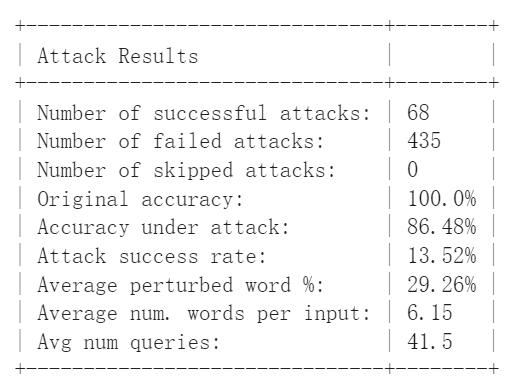 +-------------------------------+--------+
| Attack Results                |        |
+-------------------------------+--------+
| Number of successful attacks: | 68     |
| Number of failed attacks:     | 435    |
| Number of skipped attacks:    | 0      |
| Original accuracy:            | 100.0% |
| Accuracy under attack:        | 86.48% |
| Attack success rate:          | 13.52% |
| Average perturbed word %:     | 29.26% |
| Average num. words per input: | 6.15   |
| Avg num queries:              | 41.5   |
+-------------------------------+--------+